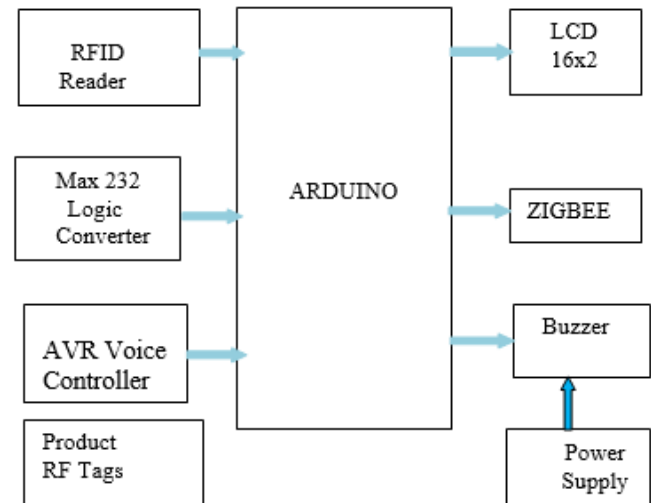 RFID
Reader
Max 232
Logic
Converter
AVR Voice
Controller
Product
RF Tags
ARDUINO
LCD
16x2
ZIGBEE
Buzzer
Power
Supply